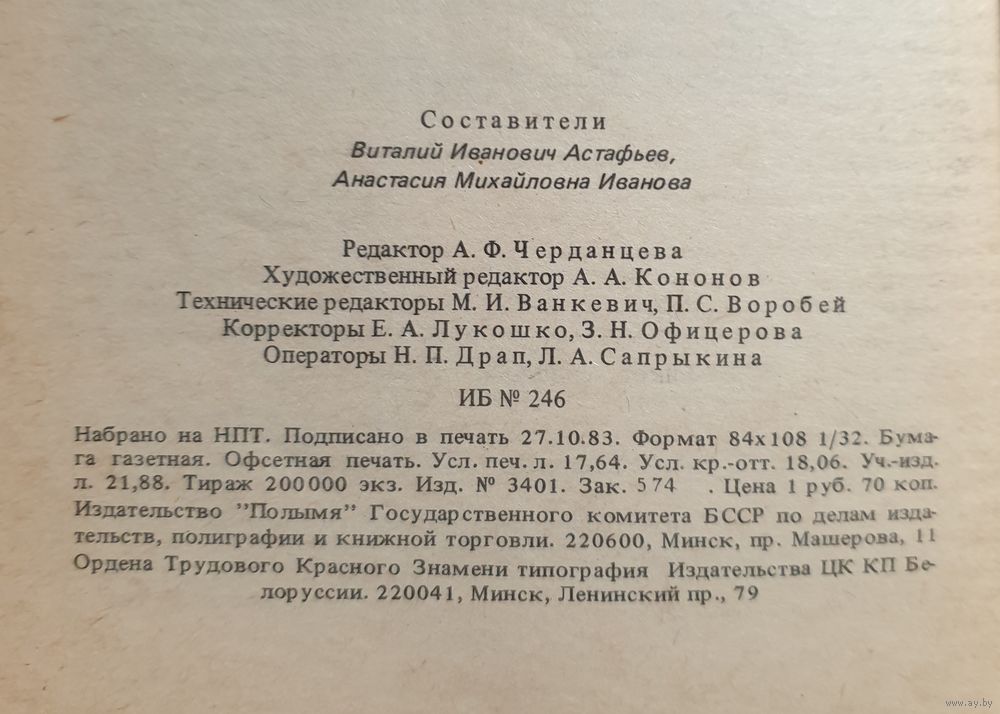 Составители
Виталий Иванович Астафьев,
Анастасия Михайловна Иванова
Редактор А. Ф. Черданцева
Художественный редактор А. А. Кононов
Технические редакторы М. И. Ванкевич, П. С. Воробей
Корректоры Е. А. Лукошко, З. Н. Офицерова
Операторы Н. П. Драп, Л. А. Сапрыкина
ИБ № 246
Набрано на НПТ. Подписано в печать 27.10.83. Формат 84х108 1/32. Бума-
га газетная. Офсетная печать. Усл. печ. л. 17,64. Усл. кр.-отт. 18,06. Уч.-изд.
л. 21,88. Тираж 200000 экз. Изд. № 3401. Зак. 574 . Цена 1 руб. 70 коп.
Издательство ”Полымя” Государственного комитета БССР по делам изда-
тельств, полиграфии и книжной торговли. 220600, Минск, пр. Машерова, 11
Ордена Трудового Красного Знамени типография Издательства ЦК КП Бе-
лоруссии. 220041, Минск, Ленинский пр., 79
www.ay.by